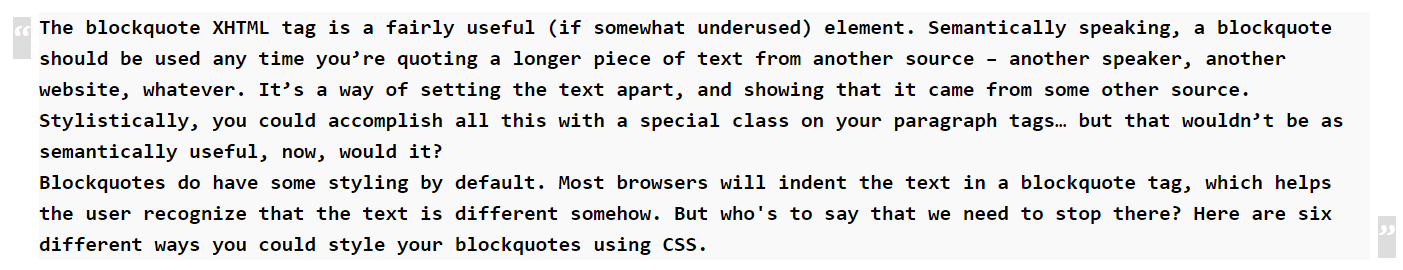 “ The blockquote XHTML tag is a fairly useful (if somewhat underused) element. Semantically speaking, a blockquote
should be used any time you’re quoting a longer piece of text from another source – another speaker, another
website, whatever. It’s a way of setting the text apart, and showing that it came from some other source.
Stylistically, you could accomplish all this with a special class on your paragraph tags… but that wouldn’t be as
semantically useful, now, would it?
Blockquotes do have some styling by default. Most browsers will indent the text in a blockquote tag, which helps
the user recognize that the text is different somehow. But who's to say that we need to stop there? Here are six
different ways you could style your blockquotes using CSS. ”